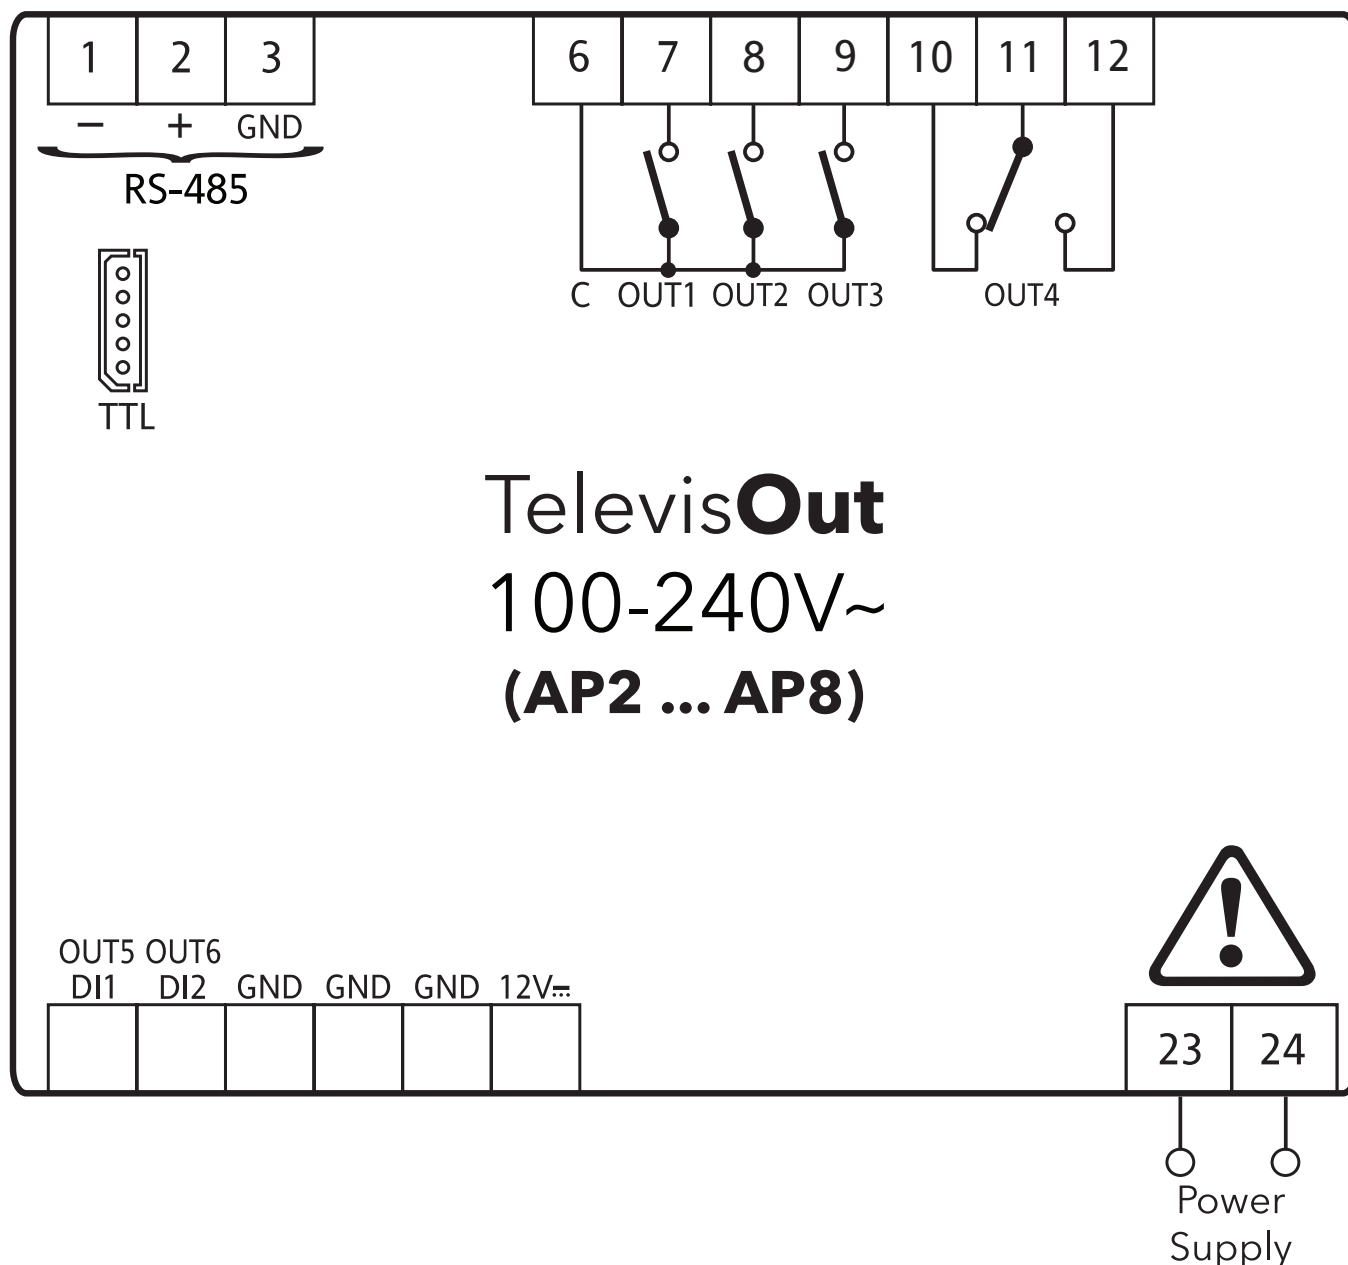 1 2 3 6 7 8 9 10 11 12
− + GND
RS-485
C OUT1 OUT2 OUT3 OUT4
TTL
TelevisOut
100-240V~
(AP2 ... AP8)
OUT5 OUT6
DI1 DI2 GND GND GND 12V⎓
23 24
Power
Supply